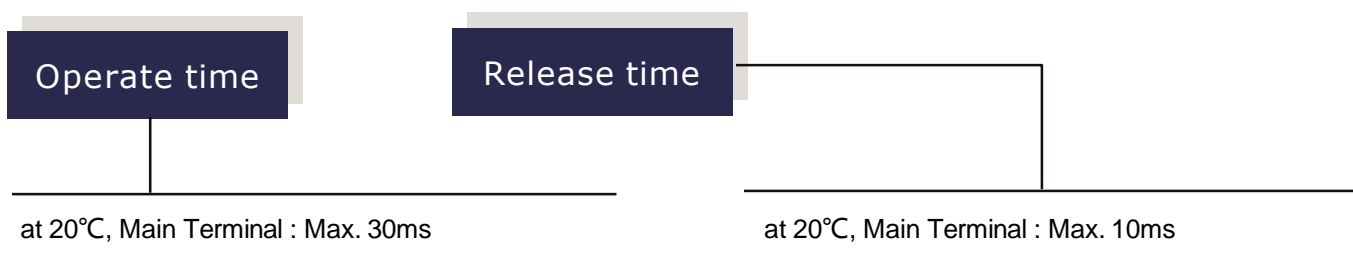 Operate time
Release time
at 20℃, Main Terminal : Max. 30ms
at 20℃, Main Terminal : Max. 10ms